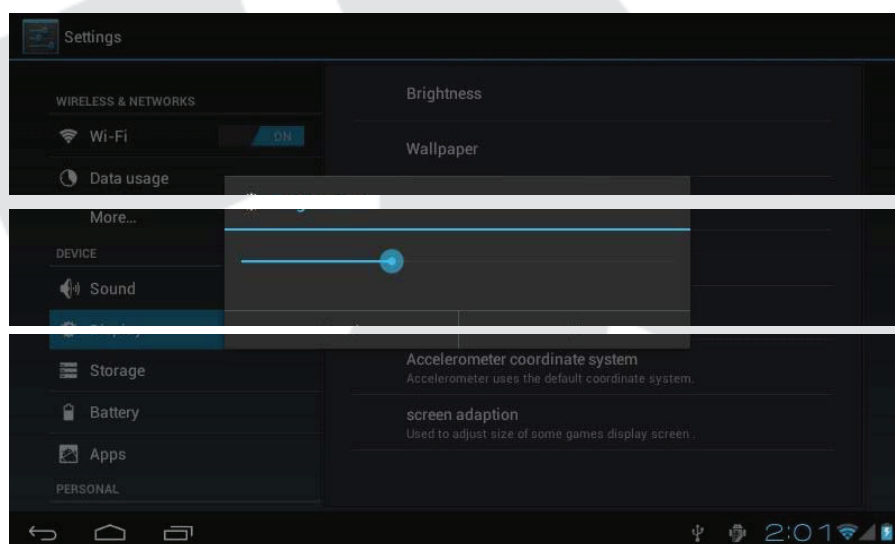 Settings
WIRELESS & NETWORKS
Wi-Fi ON
Data usage
More...
DEVICE
Sound
Storage
Battery
Apps
PERSONAL
Brightness
Wallpaper
Accelerometer coordinate system
Accelerometer uses the default coordinate system.
screen adaption
Used to adjust size of some games display screen .
2:01